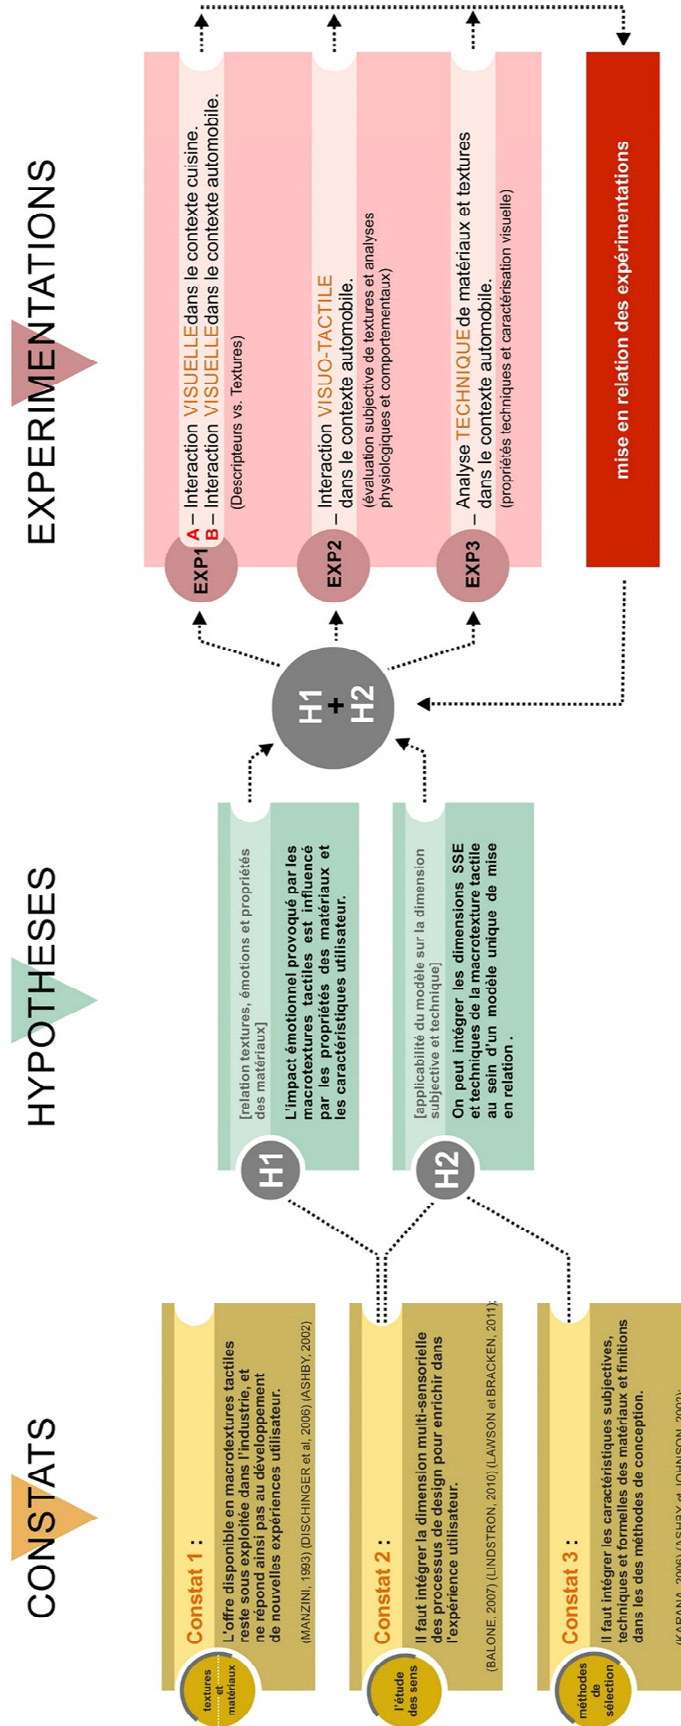 CONSTATS
textures
et
matériaux
Constat 1 :
L'offre disponible en macrotextures tactiles
reste sous exploitée dans l'industrie, et
ne répond ainsi pas au développement
de nouvelles expériences utilisateur.
(MANZINI, 1993) (DISCHINGER et al, 2006) (ASHBY, 2002)
l'étude
des sens
Constat 2 :
Il faut intégrer la dimension multi-sensorielle
des processus de design pour enrichir dans
l'expérience utilisateur.
(BALONE, 2007) (LINDSTRON, 2010) (LAWSON et BRACKEN, 2011);
méthodes
de
sélection
Constat 3 :
Il faut intégrer les caractéristiques subjectives,
techniques et formelles des matériaux et finitions
dans les des méthodes de conception.
(KARANA, 2006) (ASHBY et JOHNSON, 2002);
HYPOTHESES
H1
[relation textures, émotions et propriétés
des matériaux]
L'impact émotionnel provoqué par les
macrotextures tactiles est influencé
par les propriétés des matériaux et
les caractéristiques utilisateur.
H2
[applicabilité du modèle sur la dimension
subjective et technique]
On peut intégrer les dimensions SSE
et techniques de la macrotexture tactile
au sein d'un modèle unique de mise
en relation .
H1
+
H2
EXPERIMENTATIONS
EXP1
A – Interaction VISUELLE dans le contexte cuisine.
B – Interaction VISUELLE dans le contexte automobile.
(Descripteurs vs. Textures)
EXP2
– Interaction VISUO-TACTILE
dans le contexte automobile.
(évaluation subjective de textures et analyses
physiologiques et comportementaux)
EXP3
– Analyse TECHNIQUE de matériaux et textures
dans le contexte automobile.
(propriétés techniques et caractérisation visuelle)
mise en relation des expérimentations